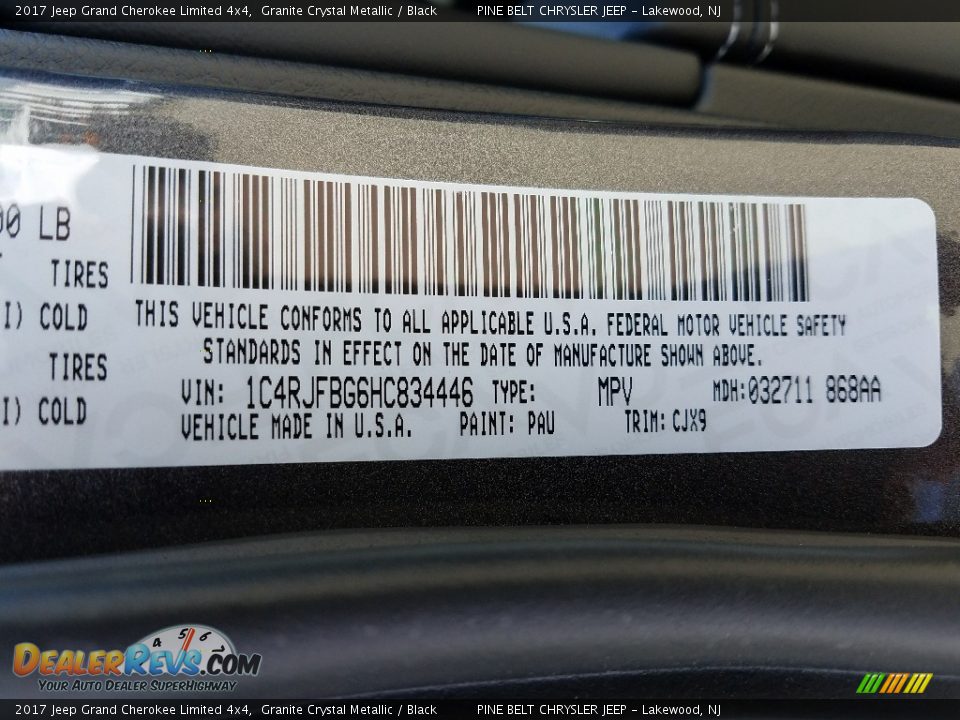 2017 Jeep Grand Cherokee Limited 4x4, Granite Crystal Metallic / Black PINE BELT CHRYSLER JEEP - Lakewood, NJ
00 LB
TIRES
I) COLD
TIRES
I) COLD
THIS VEHICLE CONFORMS TO ALL APPLICABLE U.S.A. FEDERAL MOTOR VEHICLE SAFETY
STANDARDS IN EFFECT ON THE DATE OF MANUFACTURE SHOWN ABOVE.
VIN: 1C4RJFBG6HC834446 TYPE: MPV MDH:032711 868AA
VEHICLE MADE IN U.S.A. PAINT: PAU TRIM: CJX9
4 5 6
DEALERREVS.COM
YOUR AUTO DEALER SUPERHIGHWAY
2017 Jeep Grand Cherokee Limited 4x4, Granite Crystal Metallic / Black PINE BELT CHRYSLER JEEP - Lakewood, NJ